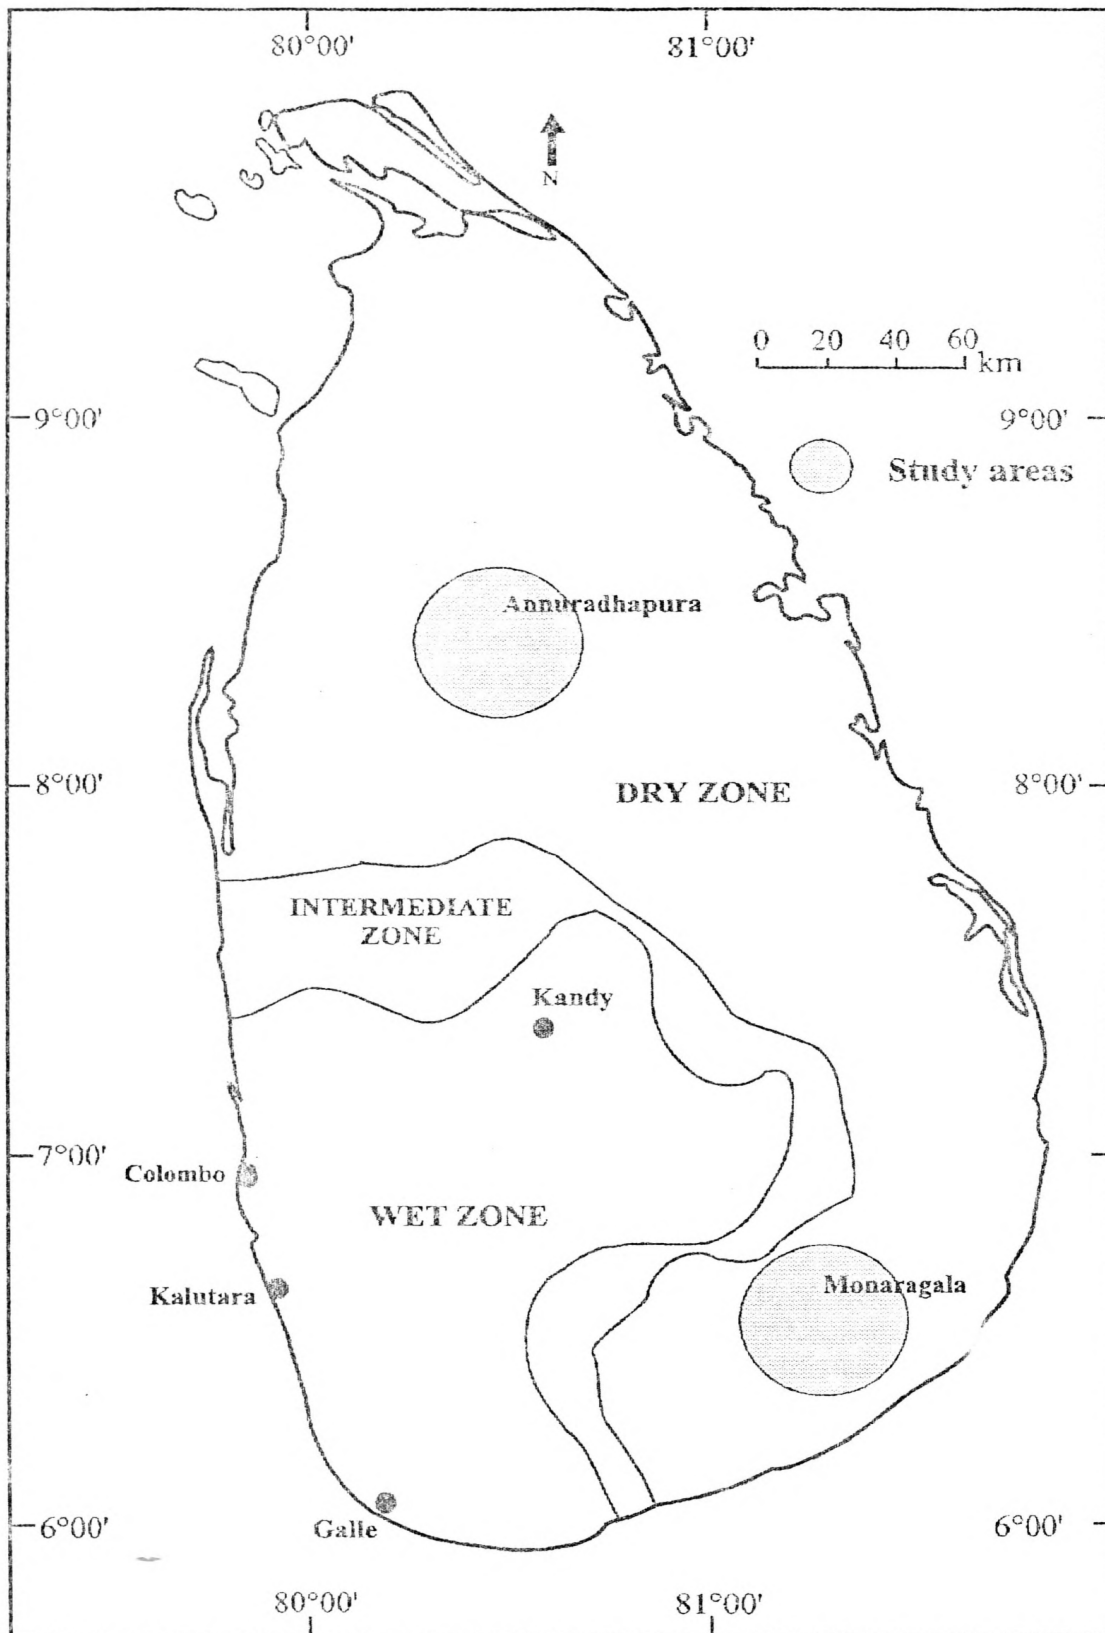 80°00'
81°00'
N
0 20 40 60
km
9°00'
9°00'
Study areas
Annuradhapura
8°00'
DRY ZONE
8°00'
INTERMEDIATE
ZONE
Kandy
7°00'
Colombo
WET ZONE
Kalutara
Monaragala
Galle
6°00'
6°00'
80°00'
81°00'